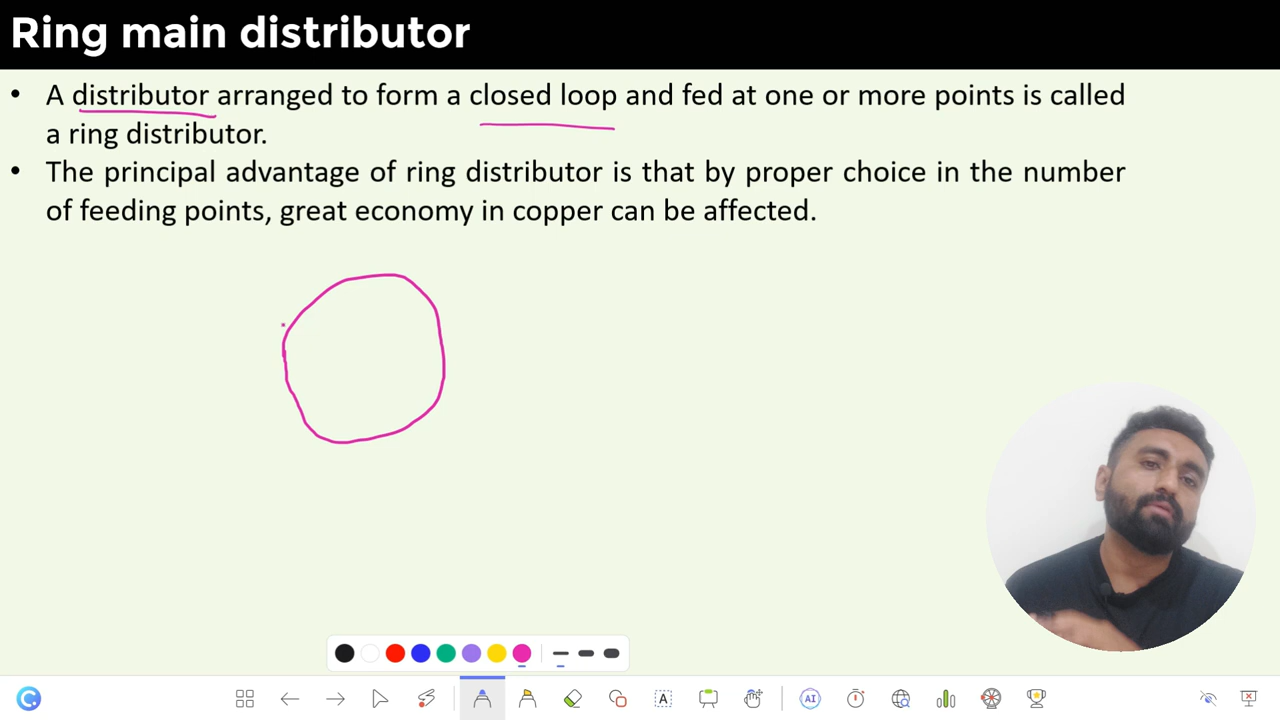 Ring main distributor
• A distributor arranged to form a closed loop and fed at one or more points is called
a ring distributor.
• The principal advantage of ring distributor is that by proper choice in the number
of feeding points, great economy in copper can be affected.
A
AI